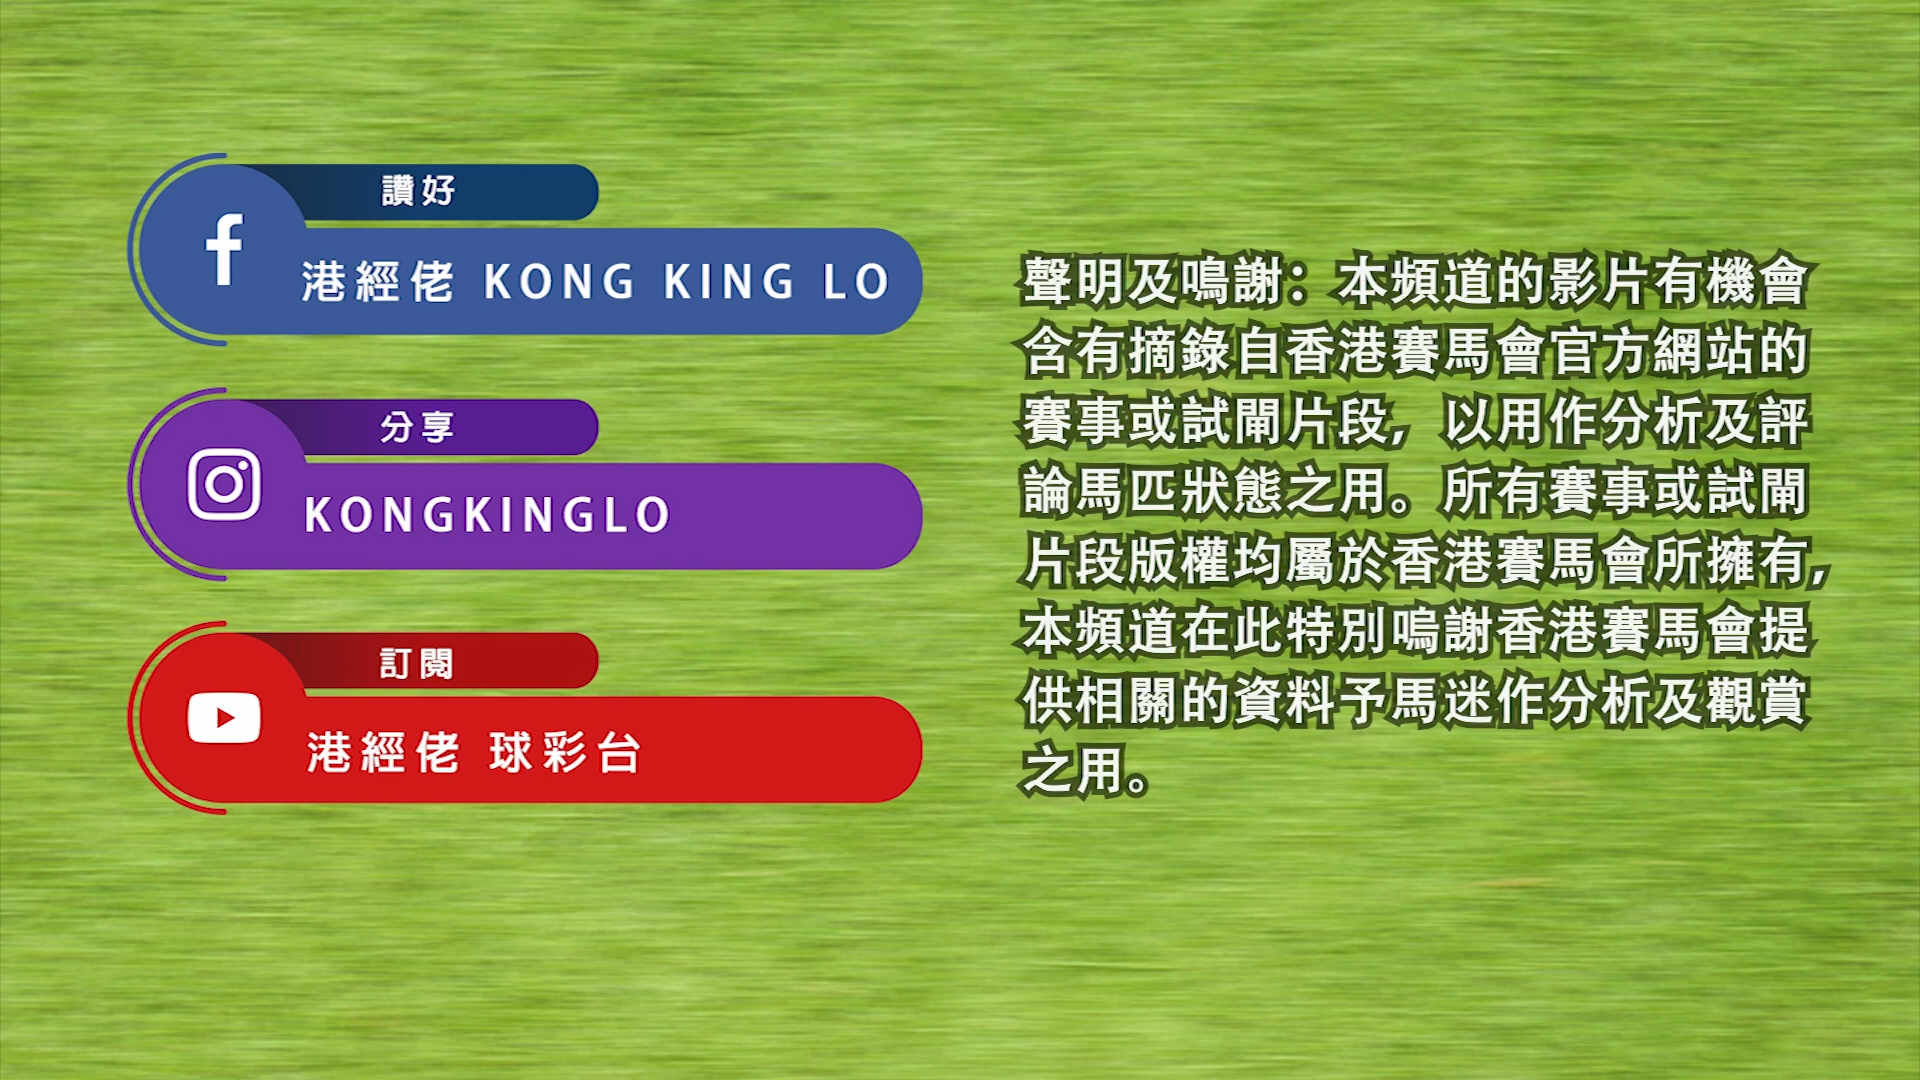 讚好
港經佬 KONG KING LO
分享
KONGKINGLO
訂閱
港經佬 球彩台
聲明及鳴謝：本頻道的影片有機會
含有摘錄自香港賽馬會官方網站的
賽事或試閘片段，以用作分析及評
論馬匹狀態之用。所有賽事或試閘
片段版權均屬於香港賽馬會所擁有，
本頻道在此特別嗚謝香港賽馬會提
供相關的資料予馬迷作分析及觀賞
之用。